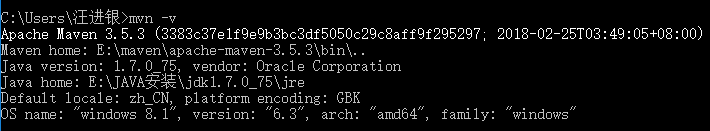 C:\Users\汪进银>mvn -v
Apache Maven 3.5.3 (3383c37e1f9e9b3bc3df5050c29c8aff9f295297; 2018-02-25T03:49:05+08:00)
Maven home: E:\maven\apache-maven-3.5.3\bin\..
Java version: 1.7.0_75, vendor: Oracle Corporation
Java home: E:\JAVA安装\jdk1.7.0_75\jre
Default locale: zh_CN, platform encoding: GBK
OS name: "windows 8.1", version: "6.3", arch: "amd64", family: "windows"